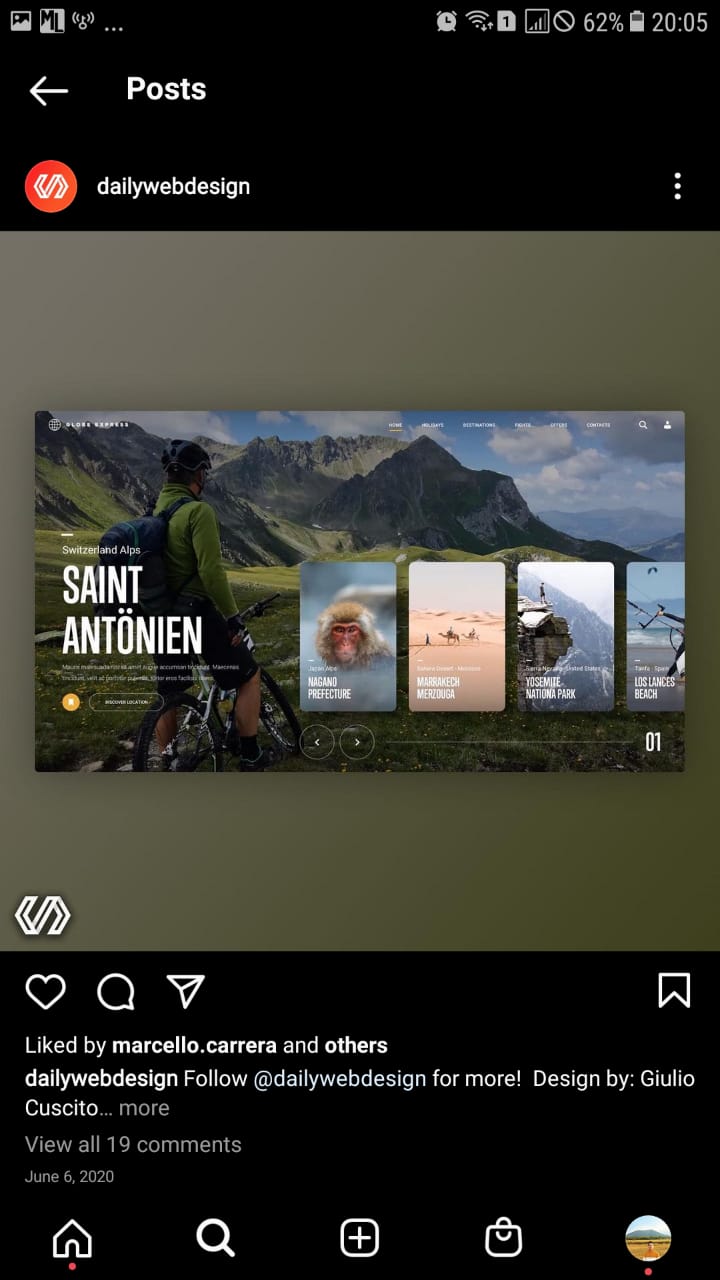 62% 20:05
Posts
dailywebdesign
GLOBE EXPRESS
HOME HOLIDAYS DESTINATIONS FIGHTS OFFERS CONTACTS
Switzerland Alps
SAINT
ANTÖNIEN
DISCOVER LOCATION
Japan Alps
NAGANO
PREFECTURE
Sahara Desert - Morocco
MARRAKECH
MERZOUGA
Sierra Nevada - United States
YOSEMITE
NATIONA PARK
Tarifa - Spain
LOS LANCES
BEACH
01
Liked by marcello.carrera and others
dailywebdesign Follow @dailywebdesign for more! Design by: Giulio
Cuscito... more
View all 19 comments
June 6, 2020